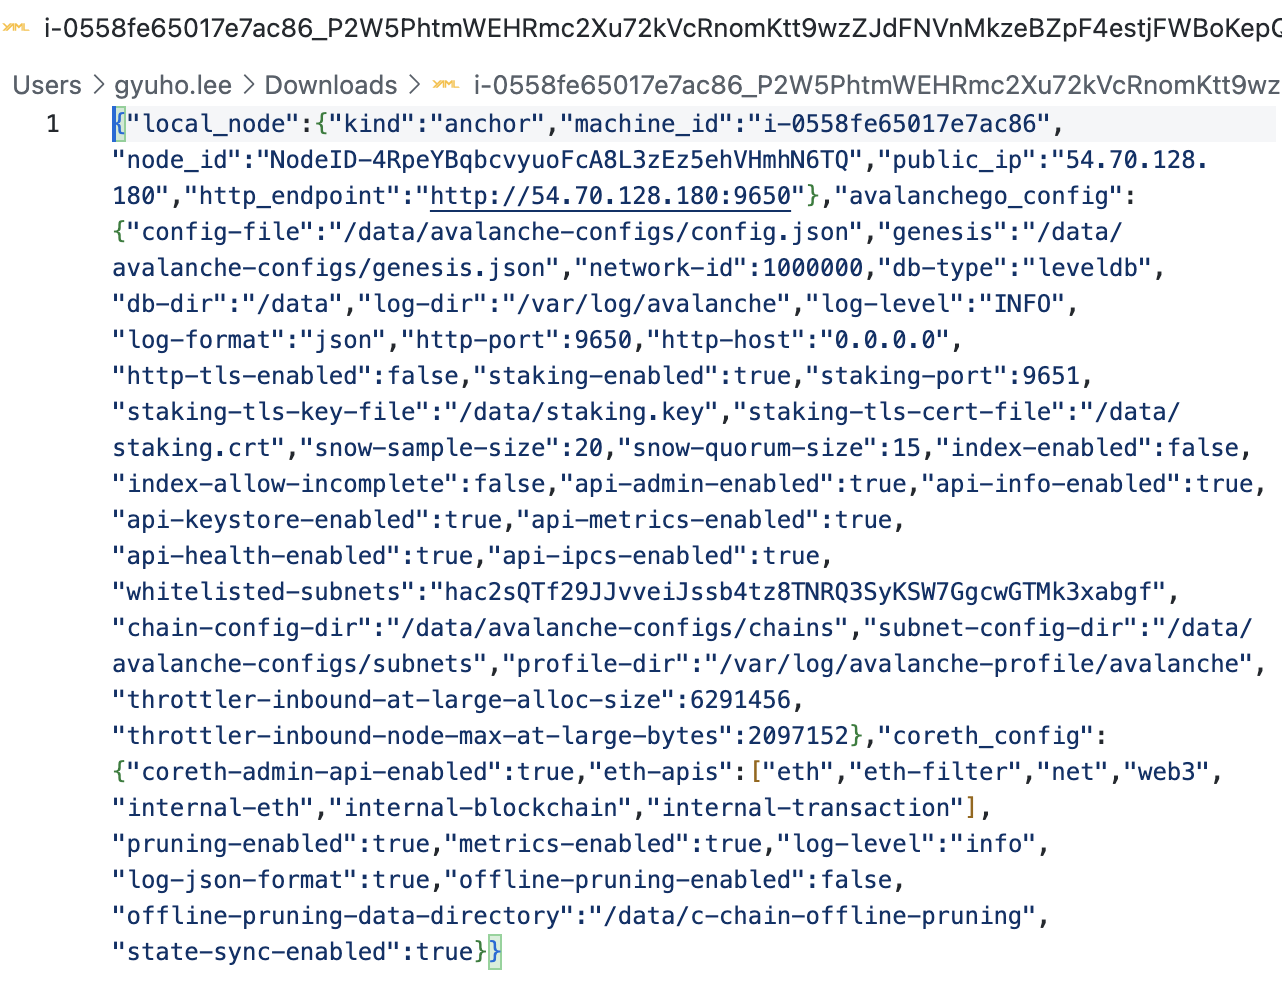 YAML i-0558fe65017e7ac86_P2W5PhtmWEHRmc2Xu72kVcRnomKtt9wzZJdFNVnMkzeBZpF4estjFWBoKepQ
Users > gyuho.lee > Downloads > YAML i-0558fe65017e7ac86_P2W5PhtmWEHRmc2Xu72kVcRnomKtt9wz
1 {"local_node":{"kind":"anchor","machine_id":"i-0558fe65017e7ac86",
"node_id":"NodeID-4RpeYBqbcvyuoFcA8L3zEz5ehVHmhN6TQ","public_ip":"54.70.128.
180","http_endpoint":"http://54.70.128.180:9650"},"avalanchego_config":
{"config-file":"/data/avalanche-configs/config.json","genesis":"/data/
avalanche-configs/genesis.json","network-id":1000000,"db-type":"leveldb",
"db-dir":"/data","log-dir":"/var/log/avalanche","log-level":"INFO",
"log-format":"json","http-port":9650,"http-host":"0.0.0.0",
"http-tls-enabled":false,"staking-enabled":true,"staking-port":9651,
"staking-tls-key-file":"/data/staking.key","staking-tls-cert-file":"/data/
staking.crt","snow-sample-size":20,"snow-quorum-size":15,"index-enabled":false,
"index-allow-incomplete":false,"api-admin-enabled":true,"api-info-enabled":true,
"api-keystore-enabled":true,"api-metrics-enabled":true,
"api-health-enabled":true,"api-ipcs-enabled":true,
"whitelisted-subnets":"hac2sQTf29JJvveiJssb4tz8TNRQ3SyKSW7GgcwGTMk3xabgf",
"chain-config-dir":"/data/avalanche-configs/chains","subnet-config-dir":"/data/
avalanche-configs/subnets","profile-dir":"/var/log/avalanche-profile/avalanche",
"throttler-inbound-at-large-alloc-size":6291456,
"throttler-inbound-node-max-at-large-bytes":2097152},"coreth_config":
{"coreth-admin-api-enabled":true,"eth-apis":["eth","eth-filter","net","web3",
"internal-eth","internal-blockchain","internal-transaction"],
"pruning-enabled":true,"metrics-enabled":true,"log-level":"info",
"log-json-format":true,"offline-pruning-enabled":false,
"offline-pruning-data-directory":"/data/c-chain-offline-pruning",
"state-sync-enabled":true}}